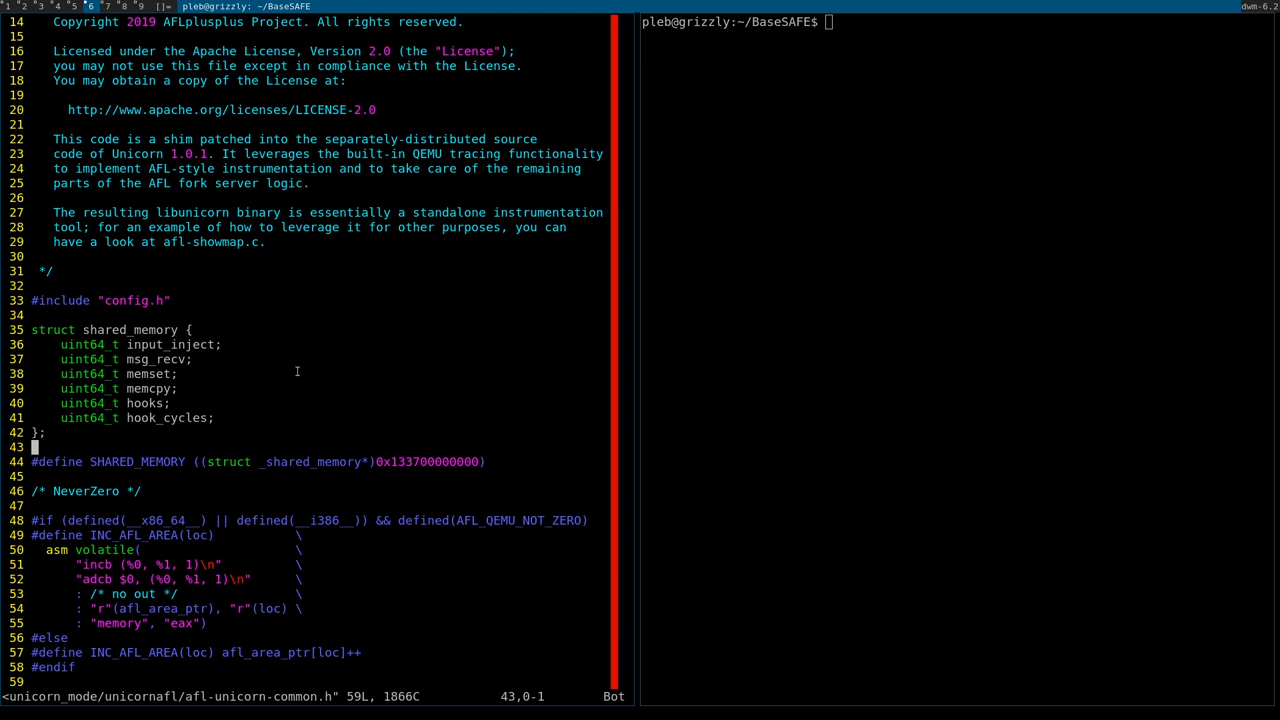 1 2 3 4 5 6 7 8 9 []= pleb@grizzly: ~/BaseSAFE dwm-6.2
14    Copyright 2019 AFLplusplus Project. All rights reserved.
15
16    Licensed under the Apache License, Version 2.0 (the "License");
17    you may not use this file except in compliance with the License.
18    You may obtain a copy of the License at:
19
20      http://www.apache.org/licenses/LICENSE-2.0
21
22    This code is a shim patched into the separately-distributed source
23    code of Unicorn 1.0.1. It leverages the built-in QEMU tracing functionality
24    to implement AFL-style instrumentation and to take care of the remaining
25    parts of the AFL fork server logic.
26
27    The resulting libunicorn binary is essentially a standalone instrumentation
28    tool; for an example of how to leverage it for other purposes, you can
29    have a look at afl-showmap.c.
30
31  */
32
33 #include "config.h"
34
35 struct shared_memory {
36     uint64_t input_inject;
37     uint64_t msg_recv;
38     uint64_t memset;
39     uint64_t memcpy;
40     uint64_t hooks;
41     uint64_t hook_cycles;
42 };
43
44 #define SHARED_MEMORY ((struct _shared_memory*)0x133700000000)
45
46 /* NeverZero */
47
48 #if (defined(__x86_64__) || defined(__i386__)) && defined(AFL_QEMU_NOT_ZERO)
49 #define INC_AFL_AREA(loc)           \
50   asm volatile(                     \
51       "incb (%0, %1, 1)\n"          \
52       "adcb $0, (%0, %1, 1)\n"      \
53       : /* no out */                \
54       : "r"(afl_area_ptr), "r"(loc) \
55       : "memory", "eax")
56 #else
57 #define INC_AFL_AREA(loc) afl_area_ptr[loc]++
58 #endif
59
<unicorn_mode/unicornafl/afl-unicorn-common.h" 59L, 1866C 43,0-1 Bot
pleb@grizzly:~/BaseSAFE$